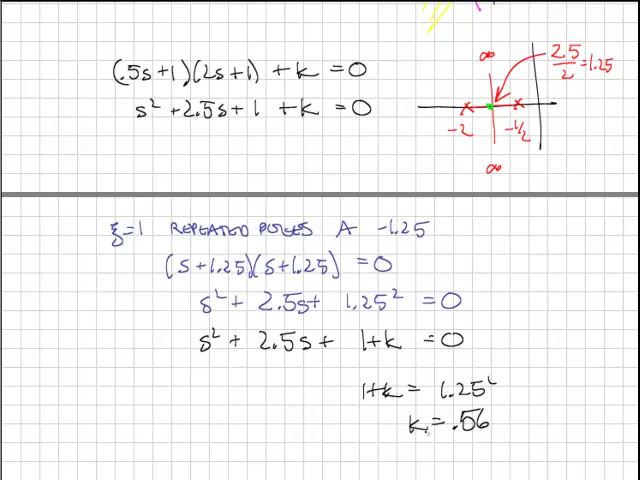 (.5s+1)(2s+1) + k = 0
s² + 2.5s + 1 + k = 0
∞
2.5/2 = 1.25
-2
-1/2
∞
ξ=1 REPEATED POLES A -1.25
(s+1.25)(s+1.25) = 0
s² + 2.5s + 1.25² = 0
s² + 2.5s + 1+k = 0
1+k = 1.25²
k = .56